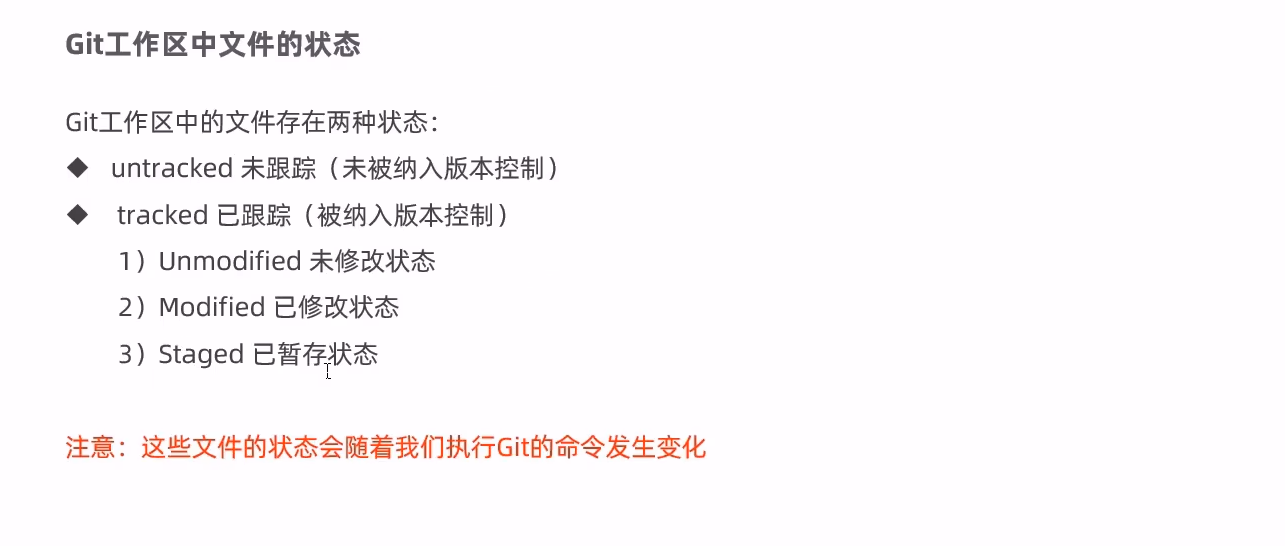 Git工作区中文件的状态
Git工作区中的文件存在两种状态：
◆ untracked 未跟踪（未被纳入版本控制）
◆ tracked 已跟踪（被纳入版本控制）
1）Unmodified 未修改状态
2）Modified 已修改状态
3）Staged 已暂存状态
注意：这些文件的状态会随着我们执行Git的命令发生变化